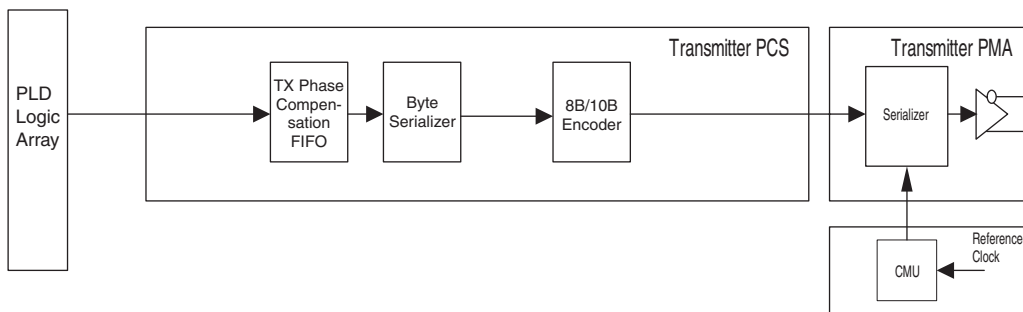 PLD
Logic
Array
Transmitter PCS
TX Phase
Compen-
sation
FIFO
Byte
Serializer
8B/10B
Encoder
Transmitter PMA
Serializer
CMU
Reference
Clock